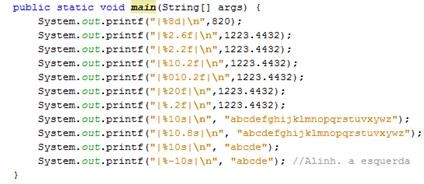 public static void main(String[] args) {
System.out.printf("|%8d|\n",820);
System.out.printf("|%2.6f|\n",1223.4432);
System.out.printf("|%2.2f|\n",1223.4432);
System.out.printf("|%10.2f|\n",1223.4432);
System.out.printf("|%010.2f|\n",1223.4432);
System.out.printf("|%20f|\n",1223.4432);
System.out.printf("|%.2f|\n",1223.4432);
System.out.printf("|%10s|\n", "abcdefghijklmnopqrstuvxywz");
System.out.printf("|%10.8s|\n", "abcdefghijklmnopqrstuvxywz");
System.out.printf("|%10s|\n", "abcde");
System.out.printf("|%-10s|\n", "abcde"); //Alinh. a esquerda
}